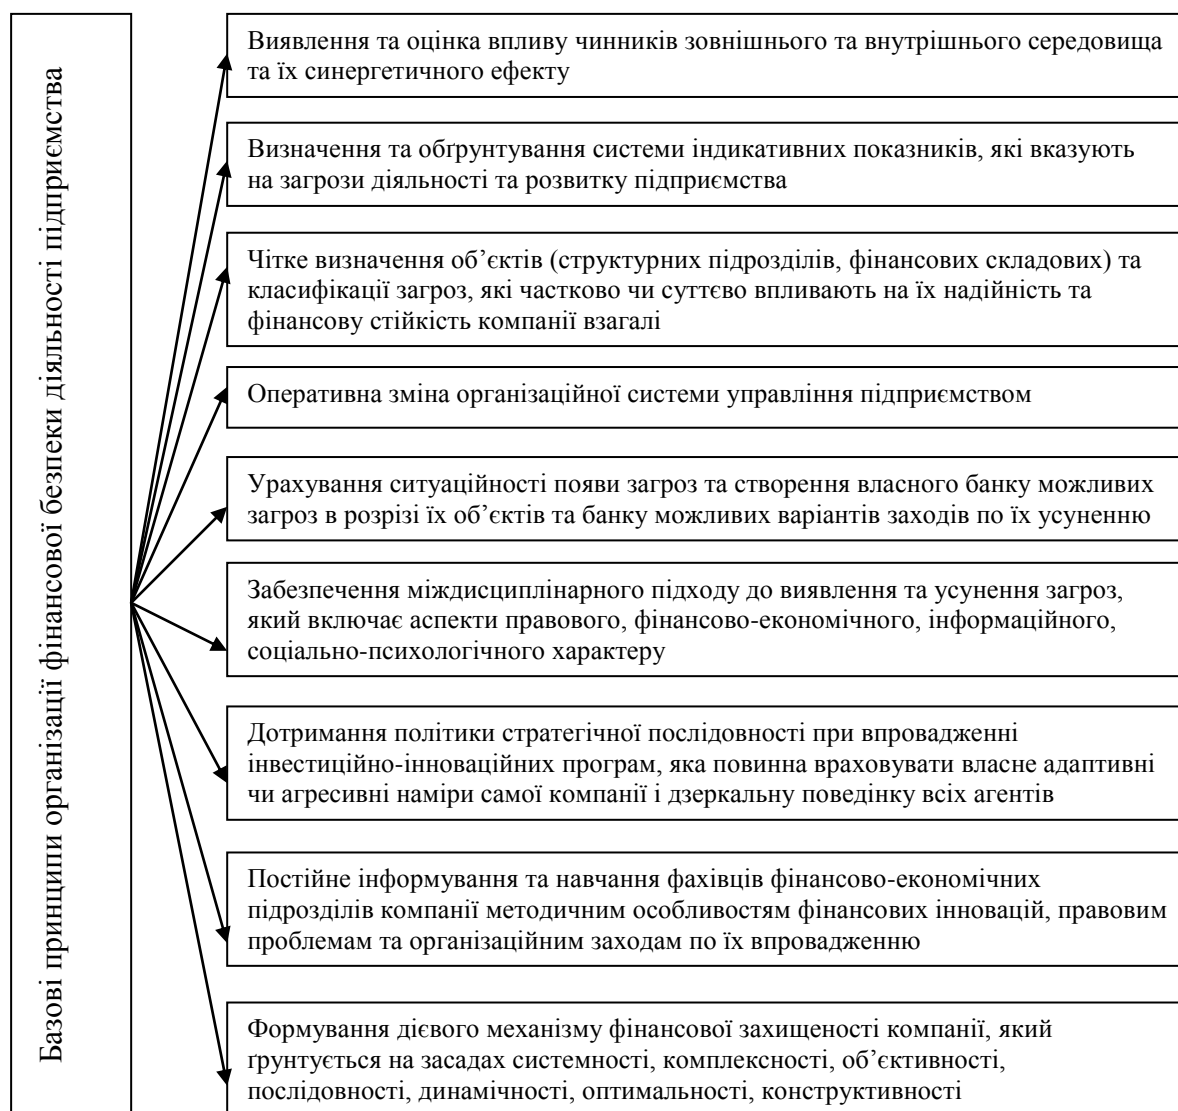 Базові принципи організації фінансової безпеки діяльності підприємства
Виявлення та оцінка впливу чинників зовнішнього та внутрішнього середовища
та їх синергетичного ефекту
Визначення та обґрунтування системи індикативних показників, які вказують
на загрози діяльності та розвитку підприємства
Чітке визначення об’єктів (структурних підрозділів, фінансових складових) та
класифікації загроз, які частково чи суттєво впливають на їх надійність та
фінансову стійкість компанії взагалі
Оперативна зміна організаційної системи управління підприємством
Урахування ситуаційності появи загроз та створення власного банку можливих
загроз в розрізі їх об’єктів та банку можливих варіантів заходів по їх усуненню
Забезпечення міждисциплінарного підходу до виявлення та усунення загроз,
який включає аспекти правового, фінансово-економічного, інформаційного,
соціально-психологічного характеру
Дотримання політики стратегічної послідовності при впровадженні
інвестиційно-інноваційних програм, яка повинна враховувати власне адаптивні
чи агресивні наміри самої компанії і дзеркальну поведінку всіх агентів
Постійне інформування та навчання фахівців фінансово-економічних
підрозділів компанії методичним особливостям фінансових інновацій, правовим
проблемам та організаційним заходам по їх впровадженню
Формування дієвого механізму фінансової захищеності компанії, який
ґрунтується на засадах системності, комплексності, об’єктивності,
послідовності, динамічності, оптимальності, конструктивності